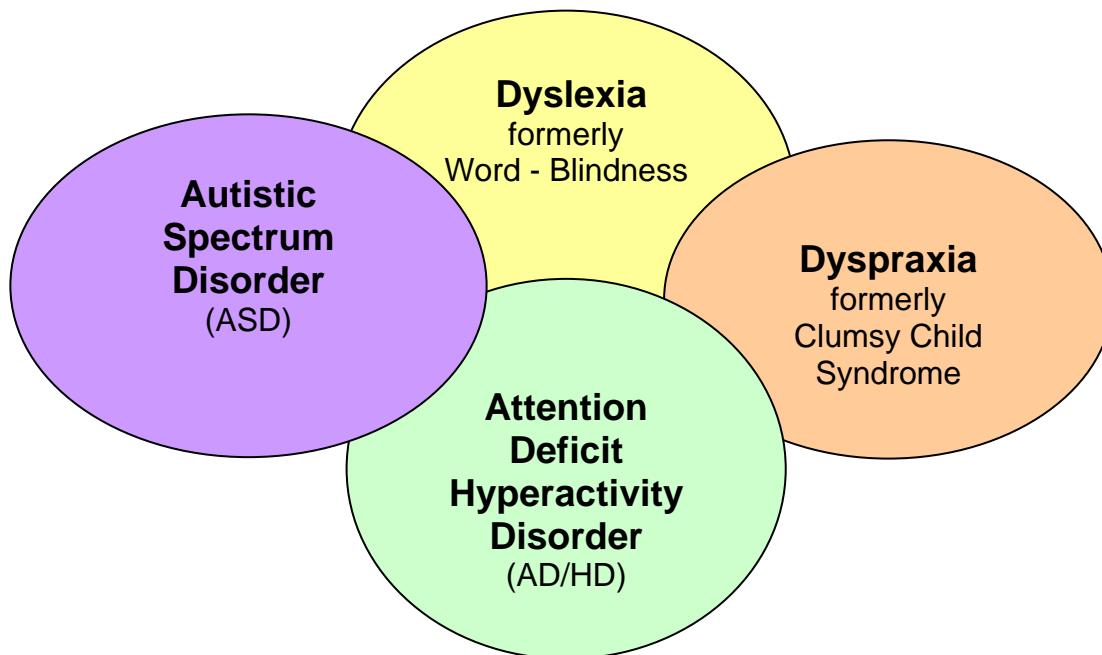 Dyslexia
formerly
Word - Blindness
Autistic
Spectrum
Disorder
(ASD)
Dyspraxia
formerly
Clumsy Child
Syndrome
Attention
Deficit
Hyperactivity
Disorder
(AD/HD)